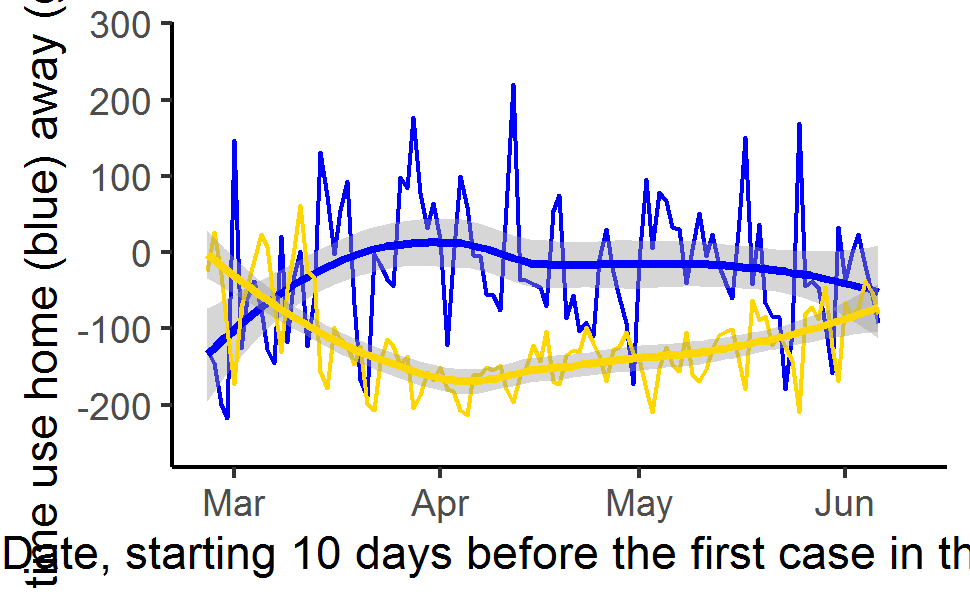 time use home (blue) away (
300
200
100
0
-100
-200
Mar Apr May Jun
Date, starting 10 days before the first case in th